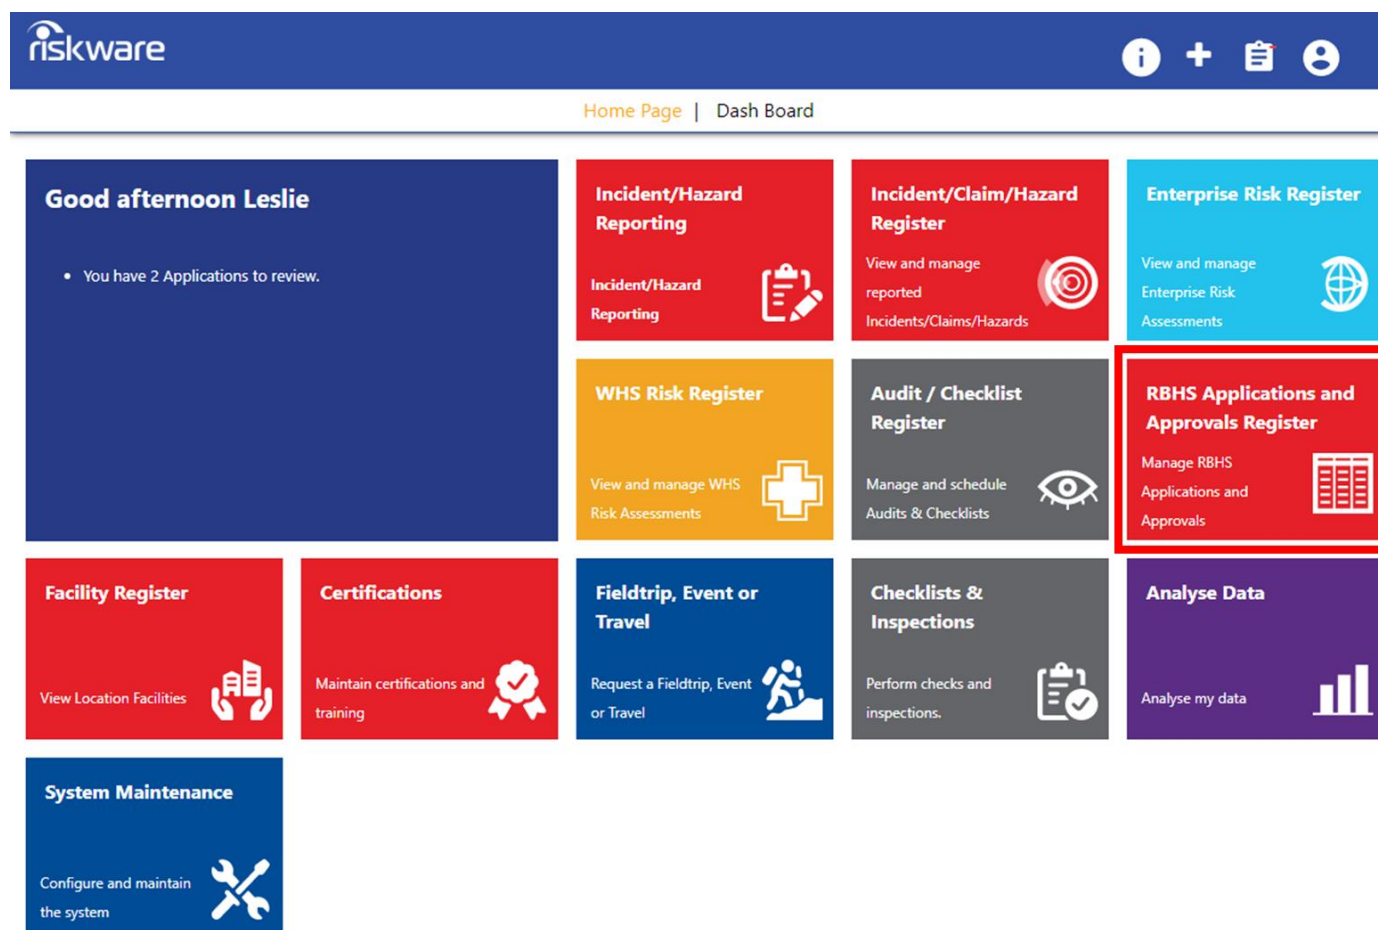 riskware
Home Page | Dash Board
Good afternoon Leslie
• You have 2 Applications to review.
Incident/Hazard
Reporting
Incident/Hazard
Reporting
Incident/Claim/Hazard
Register
View and manage
reported
Incidents/Claims/Hazards
Enterprise Risk Register
View and manage
Enterprise Risk
Assessments
WHS Risk Register
View and manage WHS
Risk Assessments
Audit / Checklist
Register
Manage and schedule
Audits & Checklists
RBHS Applications and
Approvals Register
Manage RBHS
Applications and
Approvals
Facility Register
View Location Facilities
Certifications
Maintain certifications and
training
Fieldtrip, Event or
Travel
Request a Fieldtrip, Event
or Travel
Checklists &
Inspections
Perform checks and
inspections.
Analyse Data
Analyse my data
System Maintenance
Configure and maintain
the system